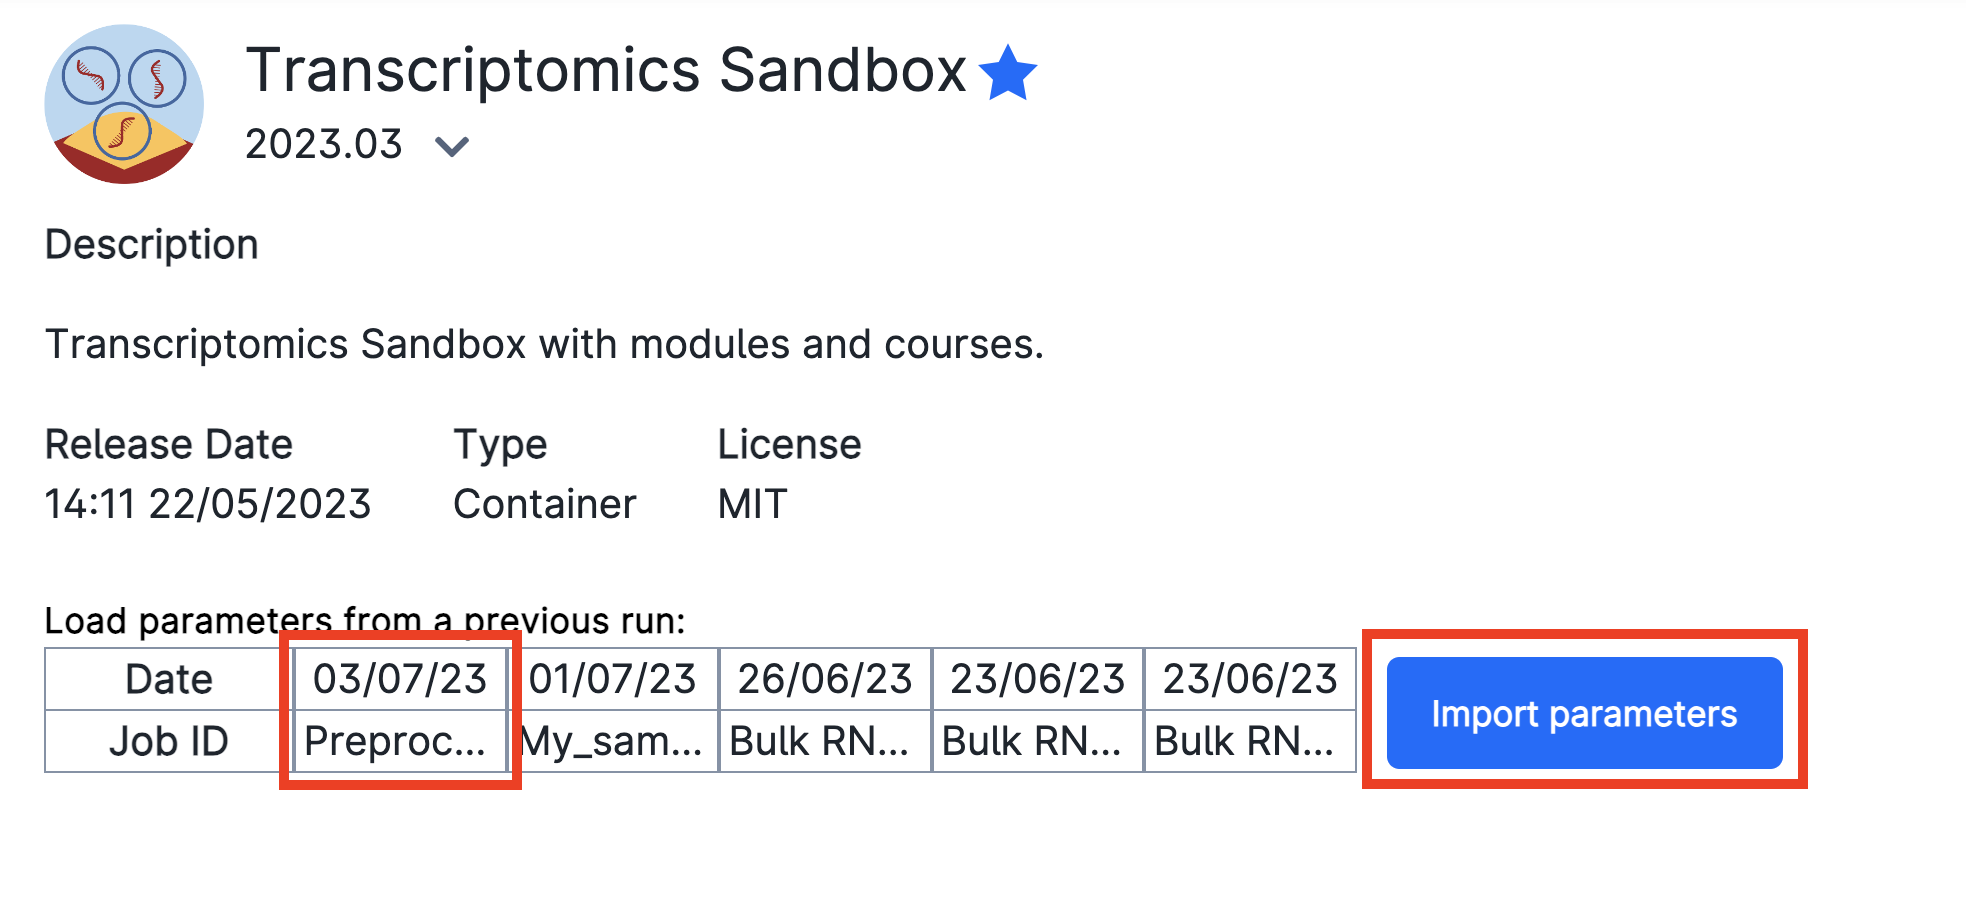 Transcriptomics Sandbox
2023.03
Description
Transcriptomics Sandbox with modules and courses.
Release Date Type License
14:11 22/05/2023 Container MIT
Load parameters from a previous run:
Date 03/07/23 01/07/23 26/06/23 23/06/23 23/06/23
Job ID Preproc... My_sam... Bulk RN... Bulk RN... Bulk RN...
Import parameters